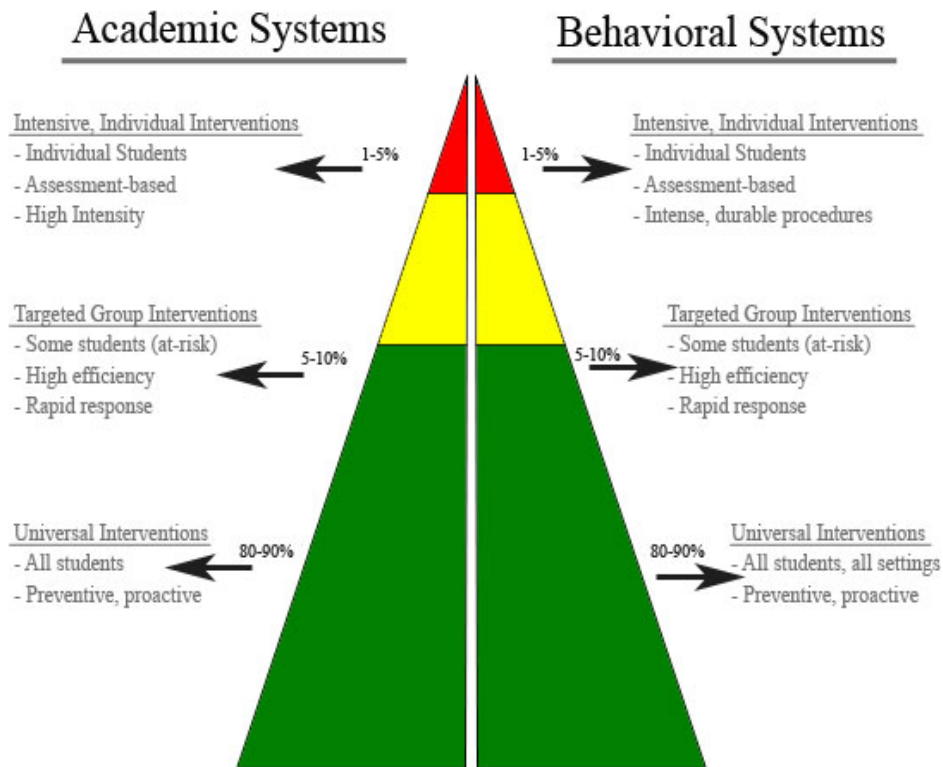 Academic Systems
Behavioral Systems
Intensive, Individual Interventions
- Individual Students
- Assessment-based
- High Intensity
1-5%
1-5%
Intensive, Individual Interventions
- Individual Students
- Assessment-based
- Intense, durable procedures
Targeted Group Interventions
- Some students (at-risk)
- High efficiency
- Rapid response
5-10%
5-10%
Targeted Group Interventions
- Some students (at-risk)
- High efficiency
- Rapid response
Universal Interventions
- All students
- Preventive, proactive
80-90%
80-90%
Universal Interventions
- All students, all settings
- Preventive, proactive